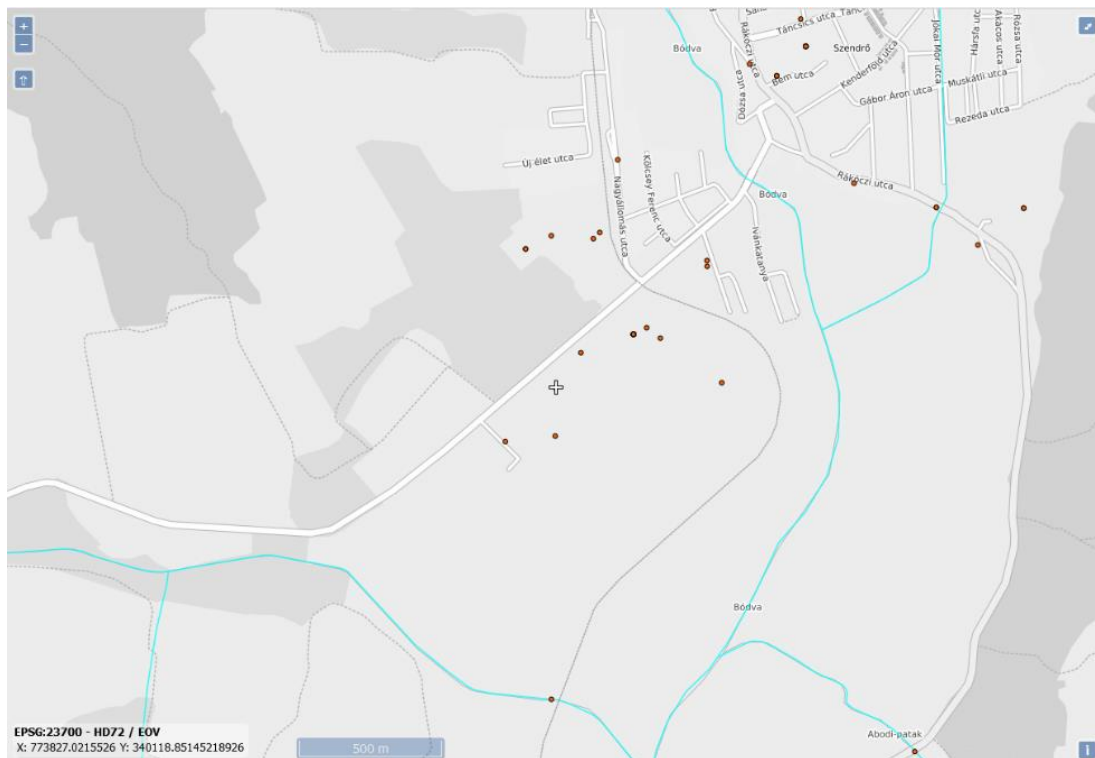 +
−
Táncsics utca
Tánc
Bódva
Rákóczi utca
Szendrő
Jókai Mór utca
Hársfa utca
Akácos utca
Rózsa utca
Bem utca
Kenderföld utca
Muskátli utca
Dózsa utca
Gábor Áron utca
Rezeda utca
Új élet utca
Kölcsey Ferenc utca
Nagyállomás utca
Rákóczi utca
Bódva
Ivánkatanya
Bódva
Abodi-patak
EPSG:23700 - HD72 / EOV
X: 773827.0215526 Y: 340118.85145218926
500 m
i